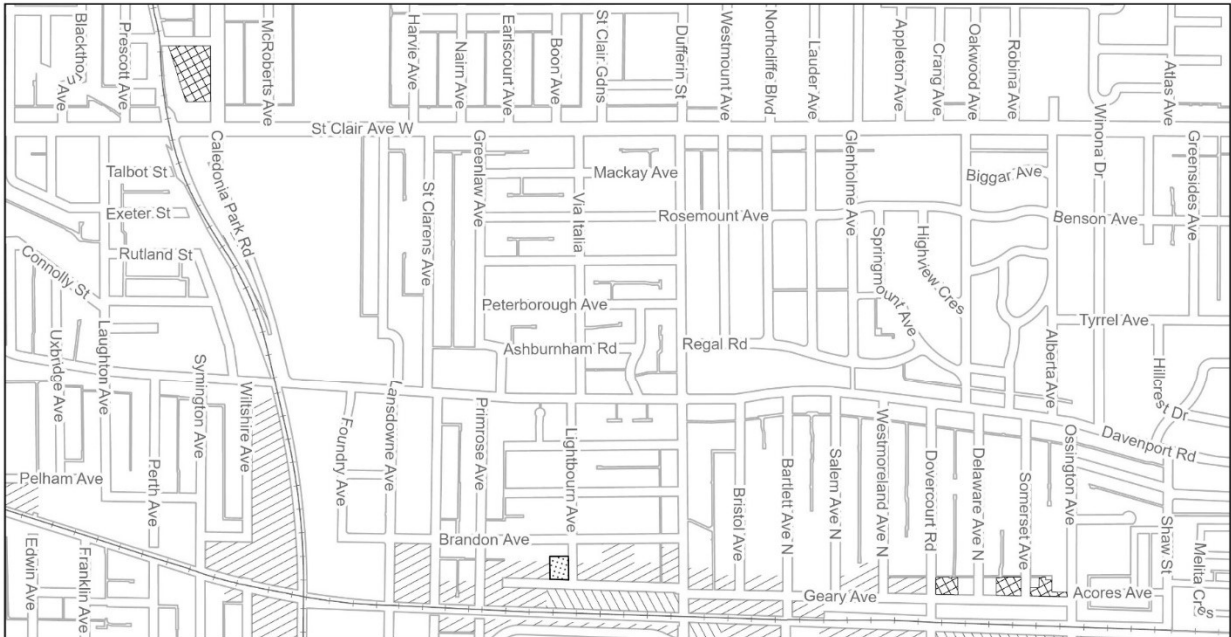 Blackthorn Ave
S
Prescott Ave
McRoberts Ave
Harvie Ave
Nairn Ave
Earlscourt Ave
Boon Ave
St Clair Gdns
Dufferin St
Westmount Ave
Northcliffe Blvd
Lauder Ave
Appleton Ave
Crang Ave
Oakwood Ave
Robina Ave
Winona Dr
Atlas Ave
St Clair Ave W
Caledonia Park Rd
Talbot St
Exeter St
Rutland St
Connolly St
St Clarens Ave
Greenlaw Ave
Mackay Ave
Via Italia
Rosemount Ave
Glenholme Ave
Springmount Ave
Highview Cres
Biggar Ave
Benson Ave
Greensides Ave
Peterborough Ave
Ashburnham Rd
Regal Rd
Tyrrel Ave
Alberta Ave
Hillcrest Dr
Uxbridge Ave
Laughton Ave
Symington Ave
Wiltshire Ave
Foundry Ave
Lansdowne Ave
Primrose Ave
Lightbourn Ave
Bristol Ave
Bartlett Ave N
Salem Ave N
Westmoreland Ave N
Dovercourt Rd
Delaware Ave N
Somerset Ave
Ossington Ave
Davenport Rd
Shaw St
Pelham Ave
Perth Ave
Brandon Ave
Geary Ave
Acores Ave
Melita Cres
Edwin Ave
Franklin Ave